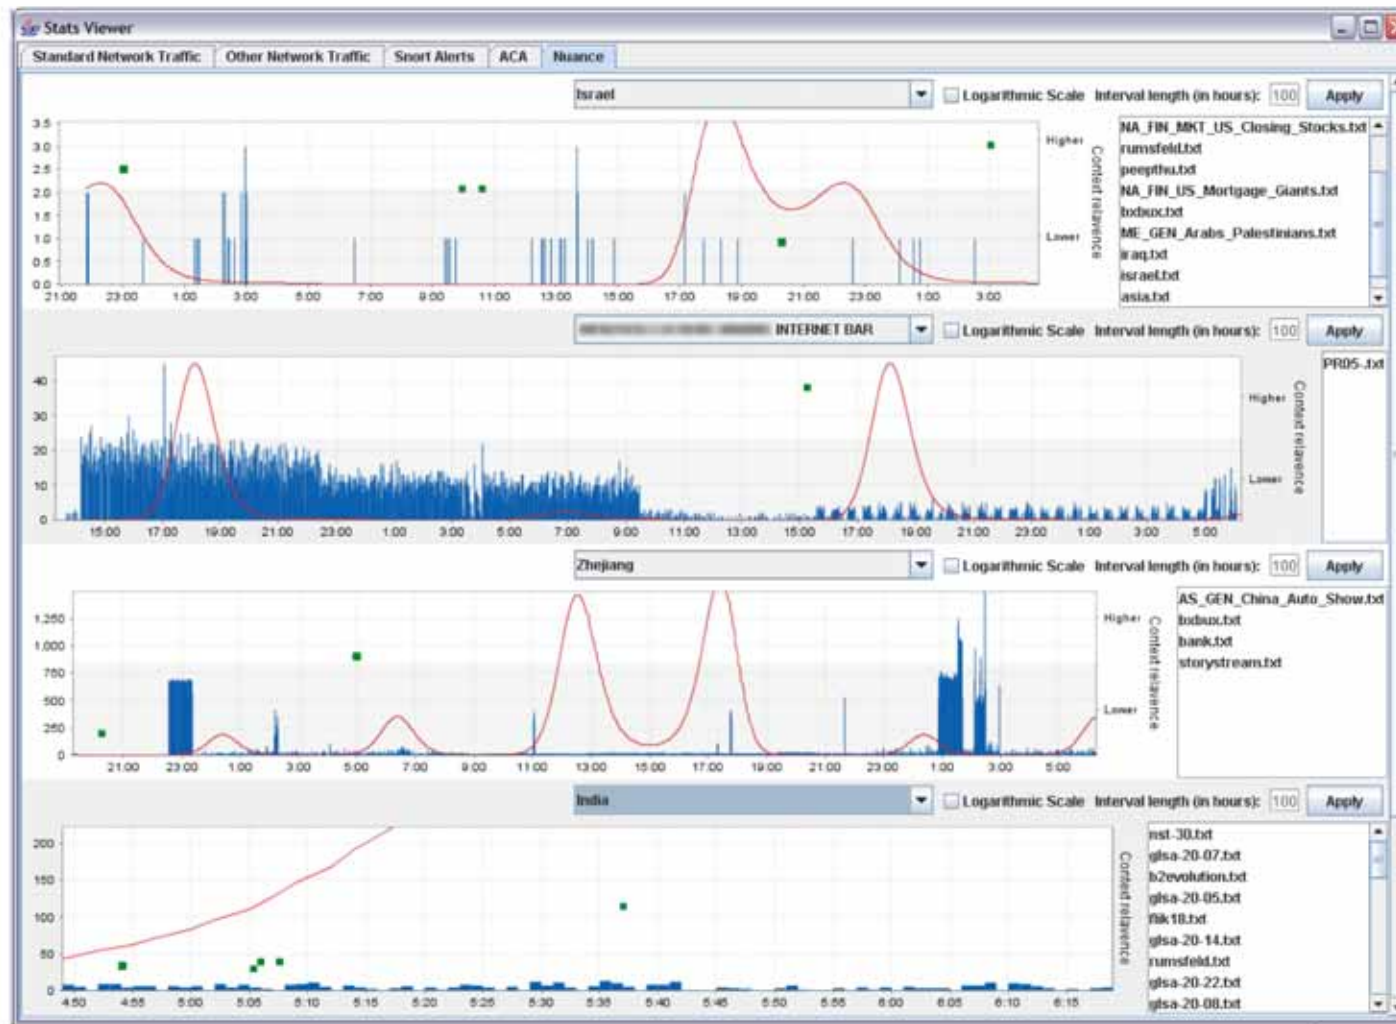 Stats Viewer
Standard Network Traffic Other Network Traffic Snort Alerts ACA Nuance
Israel Logarithmic Scale Interval length (in hours): 100 Apply
3.5
3.0
2.5
2.0
1.5
1.0
0.5
0.0
21:00 23:00 1:00 3:00 5:00 7:00 9:00 11:00 13:00 15:00 17:00 19:00 21:00 23:00 1:00 3:00
Higher
Lower
Context relavence
NA_FIN_MKT_US_Closing_Stocks.txt
rumsfeld.txt
peepthu.txt
NA_FIN_US_Mortgage_Giants.txt
bxbux.txt
ME_GEN_Arabs_Palestinians.txt
iraq.txt
israel.txt
asia.txt
INTERNET BAR Logarithmic Scale Interval length (in hours): 100 Apply
40
30
20
10
0
15:00 17:00 19:00 21:00 23:00 1:00 3:00 5:00 7:00 9:00 11:00 13:00 15:00 17:00 19:00 21:00 23:00 1:00 3:00 5:00
Higher
Lower
Context relavence
PR05-.txt
Zhejiang Logarithmic Scale Interval length (in hours): 100 Apply
1,250
1,000
750
500
250
0
21:00 23:00 1:00 3:00 5:00 7:00 9:00 11:00 13:00 15:00 17:00 19:00 21:00 23:00 1:00 3:00 5:00
Higher
Lower
Context relavence
AS_GEN_China_Auto_Show.txt
bxbux.txt
bank.txt
storystream.txt
India Logarithmic Scale Interval length (in hours): 100 Apply
200
150
100
50
0
4:50 4:55 5:00 5:05 5:10 5:15 5:20 5:25 5:30 5:35 5:40 5:45 5:50 5:55 6:00 6:05 6:10 6:15
Context relavence
nst-30.txt
glsa-20-07.txt
b2evolution.txt
glsa-20-05.txt
flik18.txt
glsa-20-14.txt
rumsfeld.txt
glsa-20-22.txt
glsa-20-08.txt